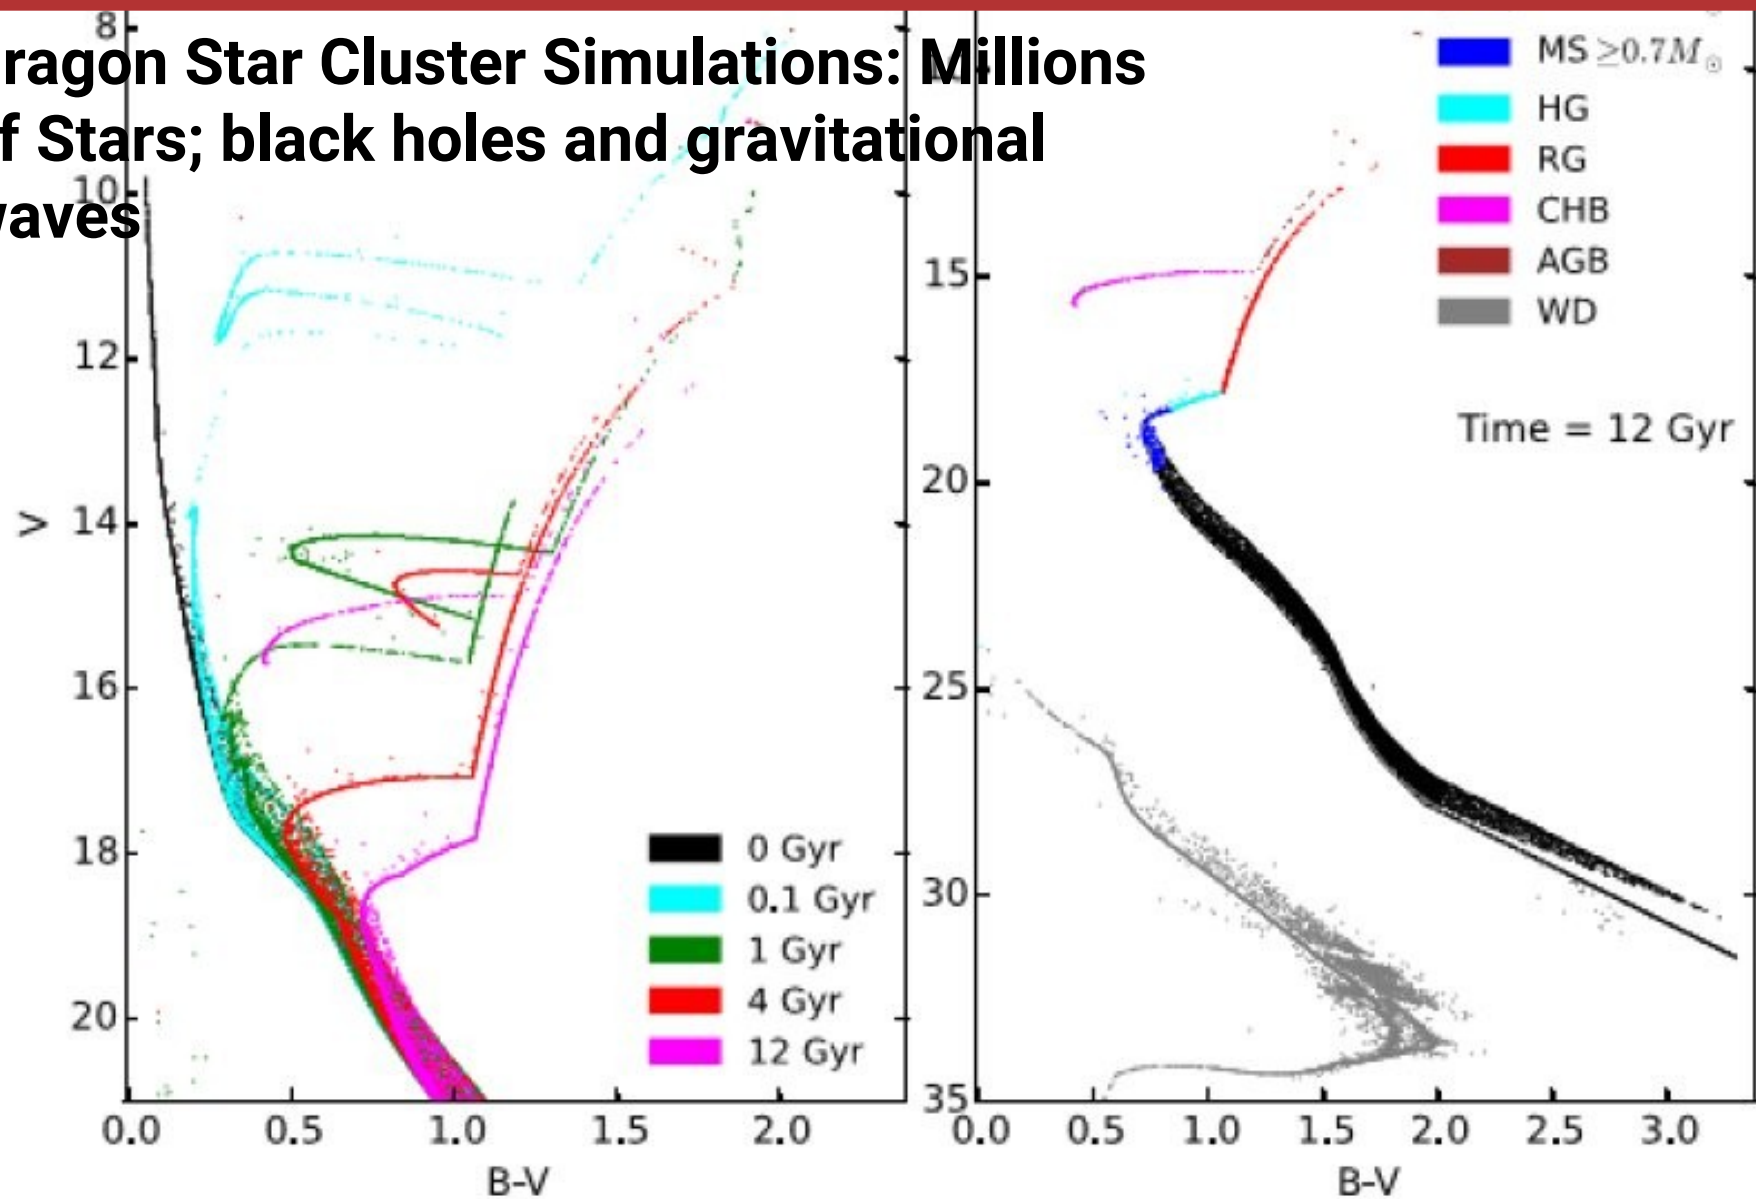 ragon Star Cluster Simulations: Millions
f Stars; black holes and gravitational
waves
8
10
12
14
16
18
20
V
0 Gyr
0.1 Gyr
1 Gyr
4 Gyr
12 Gyr
0.0 0.5 1.0 1.5 2.0
B-V
MS ≥0.7M☉
HG
RG
CHB
AGB
WD
Time = 12 Gyr
15
20
25
30
35
0.0 0.5 1.0 1.5 2.0 2.5 3.0
B-V